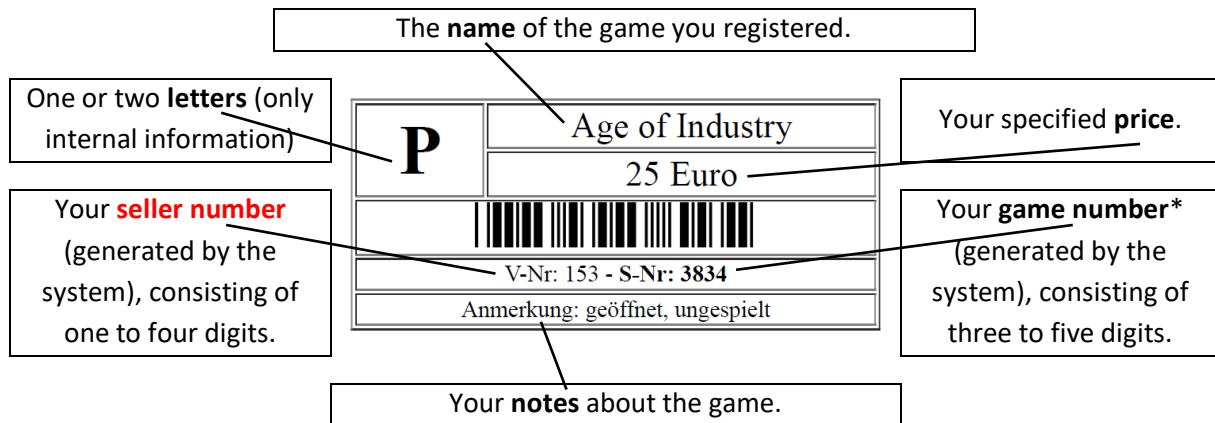 The name of the game you registered.
One or two letters (only
internal information)
P
Age of Industry
25 Euro
Your specified price.
Your seller number
(generated by the
system), consisting of
one to four digits.
V-Nr: 153 - S-Nr: 3834
Anmerkung: geöffnet, ungespielt
Your game number*
(generated by the
system), consisting of
three to five digits.
Your notes about the game.